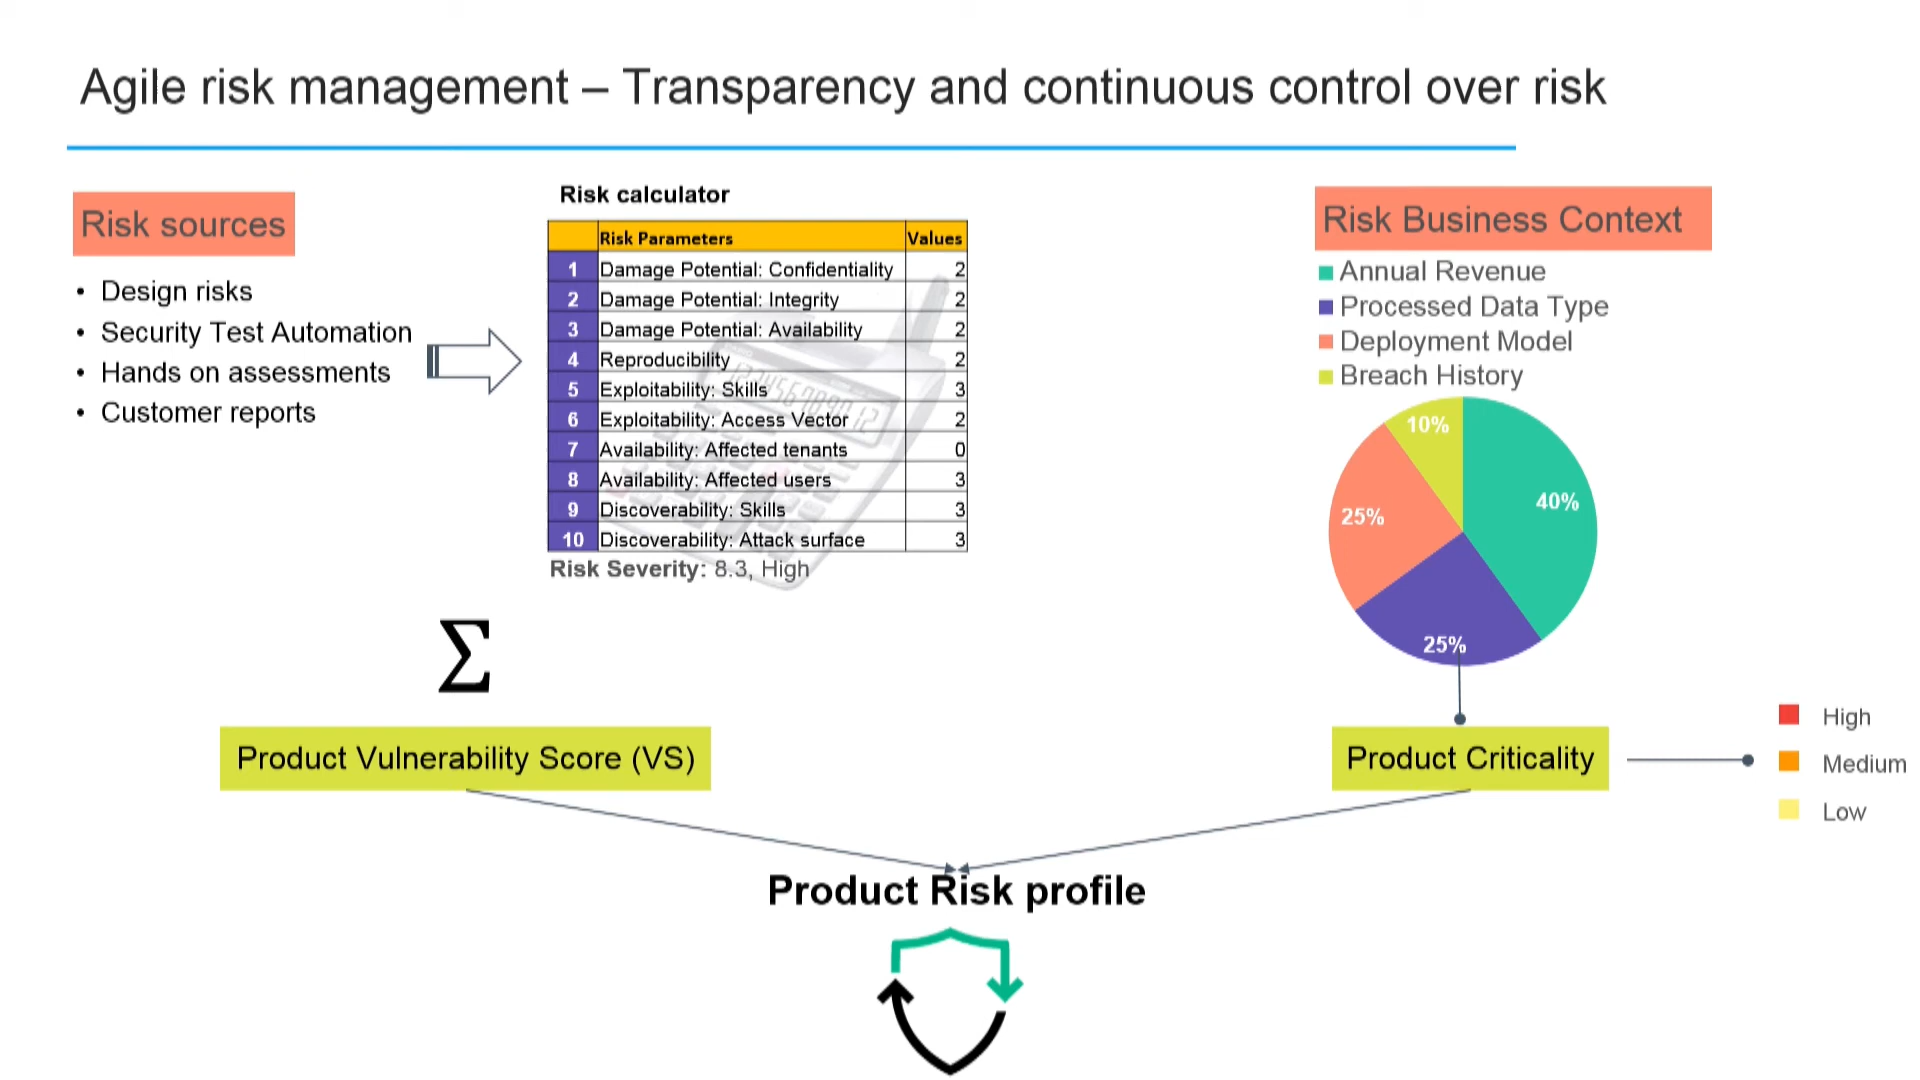 Agile risk management – Transparency and continuous control over risk
Risk sources
• Design risks
• Security Test Automation
• Hands on assessments
• Customer reports
Risk calculator
Risk Parameters Values
1 Damage Potential: Confidentiality 2
2 Damage Potential: Integrity 2
3 Damage Potential: Availability 2
4 Reproducibility 2
5 Exploitability: Skills 3
6 Exploitability: Access Vector 2
7 Availability: Affected tenants 0
8 Availability: Affected users 3
9 Discoverability: Skills 3
10 Discoverability: Attack surface 3
Risk Severity: 8.3, High
Σ
Product Vulnerability Score (VS)
Risk Business Context
Annual Revenue
Processed Data Type
Deployment Model
Breach History
10%
40%
25%
25%
Product Criticality
High
Medium
Low
Product Risk profile